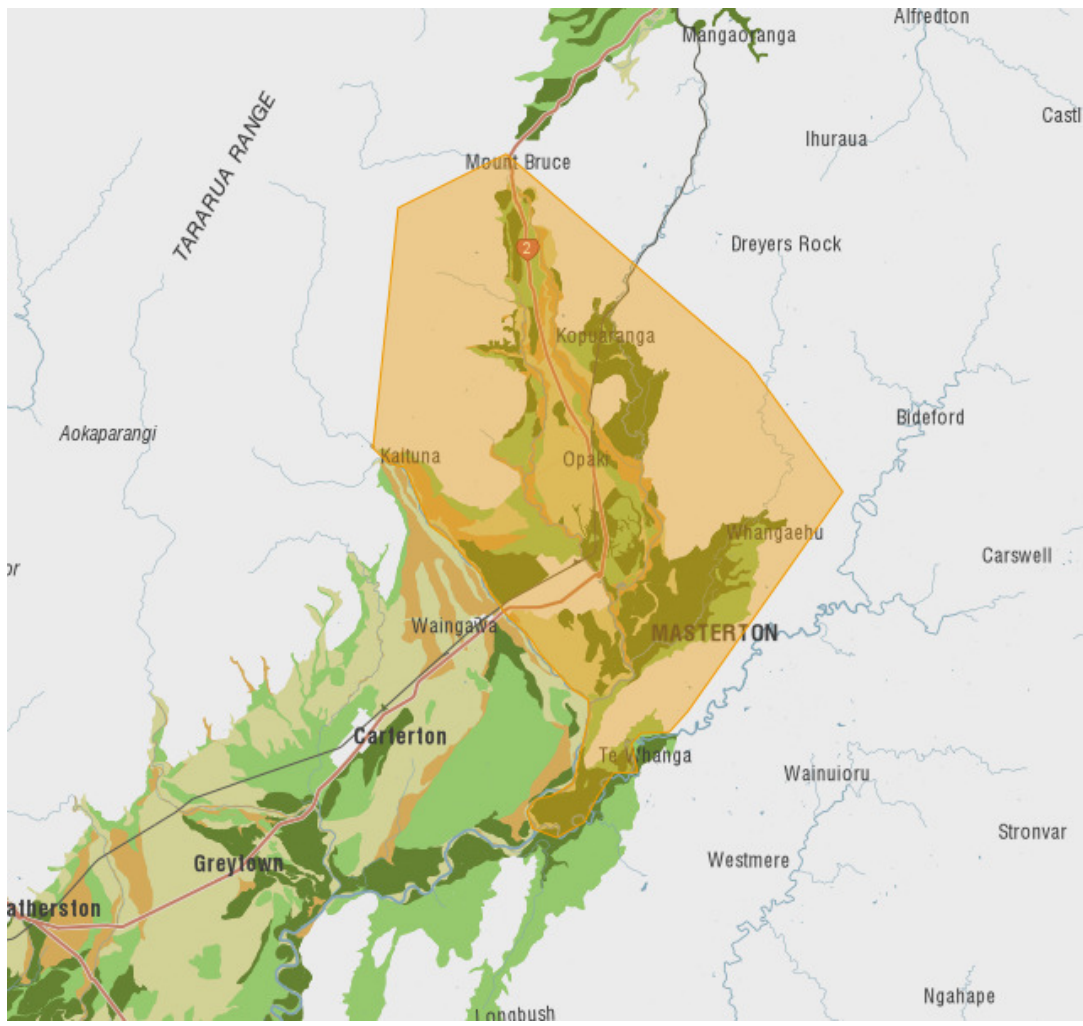 Alfredton
Mangaoranga
Castl
Ihuraua
TARARUA RANGE
Mount Bruce
Dreyers Rock
2
Kopuaranga
Bideford
Aokaparangi
Kaituna
Opaki
Whangaehu
Carswell
or
Waingawa
MASTERTON
Carterton
Te Whanga
Wainuioru
Stronvar
Greytown
Westmere
atherston
Ngahape
Longbush